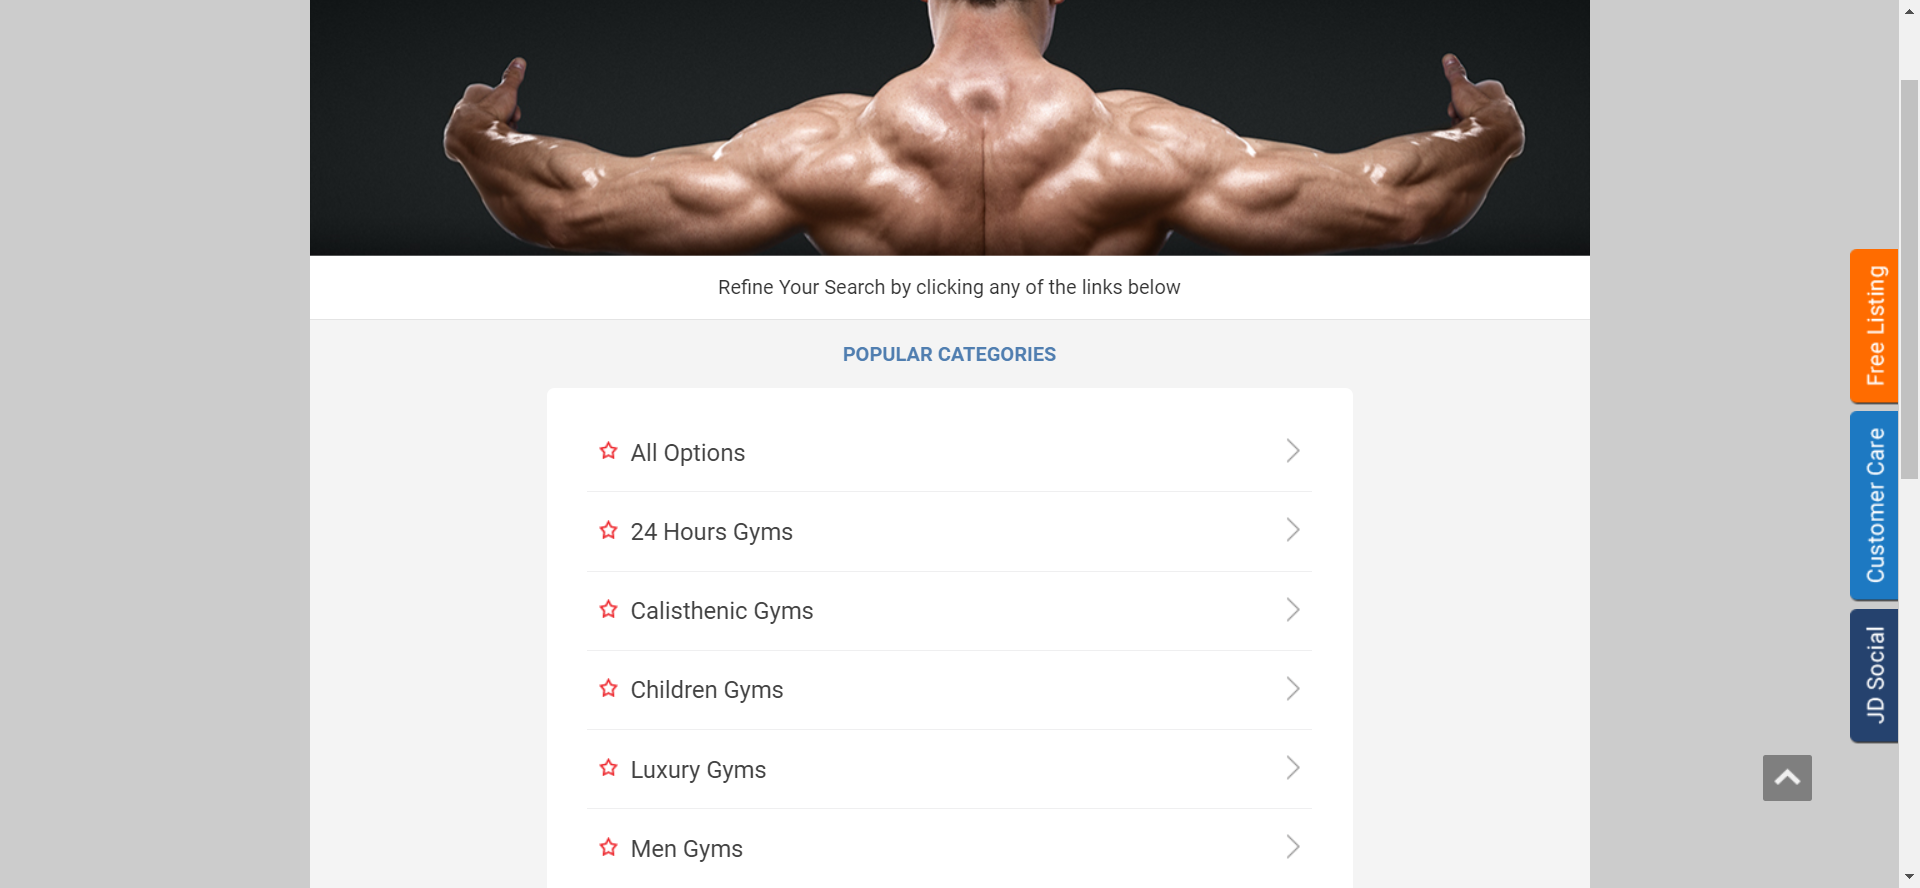 Refine Your Search by clicking any of the links below
POPULAR CATEGORIES
All Options
24 Hours Gyms
Calisthenic Gyms
Children Gyms
Luxury Gyms
Men Gyms
Free Listing
Customer Care
JD Social